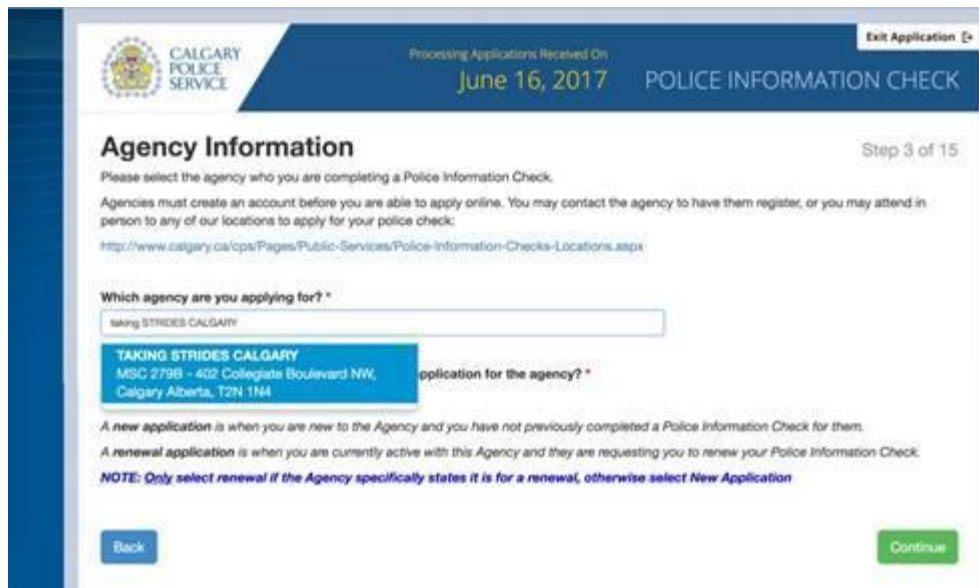 CALGARY
POLICE
SERVICE
Processing Applications Received On
June 16, 2017
Exit Application
POLICE INFORMATION CHECK
Agency Information
Step 3 of 15
Please select the agency who you are completing a Police Information Check.
Agencies must create an account before you are able to apply online. You may contact the agency to have them register, or you may attend in
person to any of our locations to apply for your police check:
http://www.calgary.ca/cps/Pages/Public-Services/Police-Information-Checks-Locations.aspx
Which agency are you applying for? *
taking STRIDES CALGARY
TAKING STRIDES CALGARY
MSC 279B - 402 Collegiate Boulevard NW,
Calgary Alberta, T2N 1N4
application for the agency? *
A new application is when you are new to the Agency and you have not previously completed a Police Information Check for them.
A renewal application is when you are currently active with this Agency and they are requesting you to renew your Police Information Check.
NOTE: Only select renewal if the Agency specifically states it is for a renewal, otherwise select New Application
Back
Continue